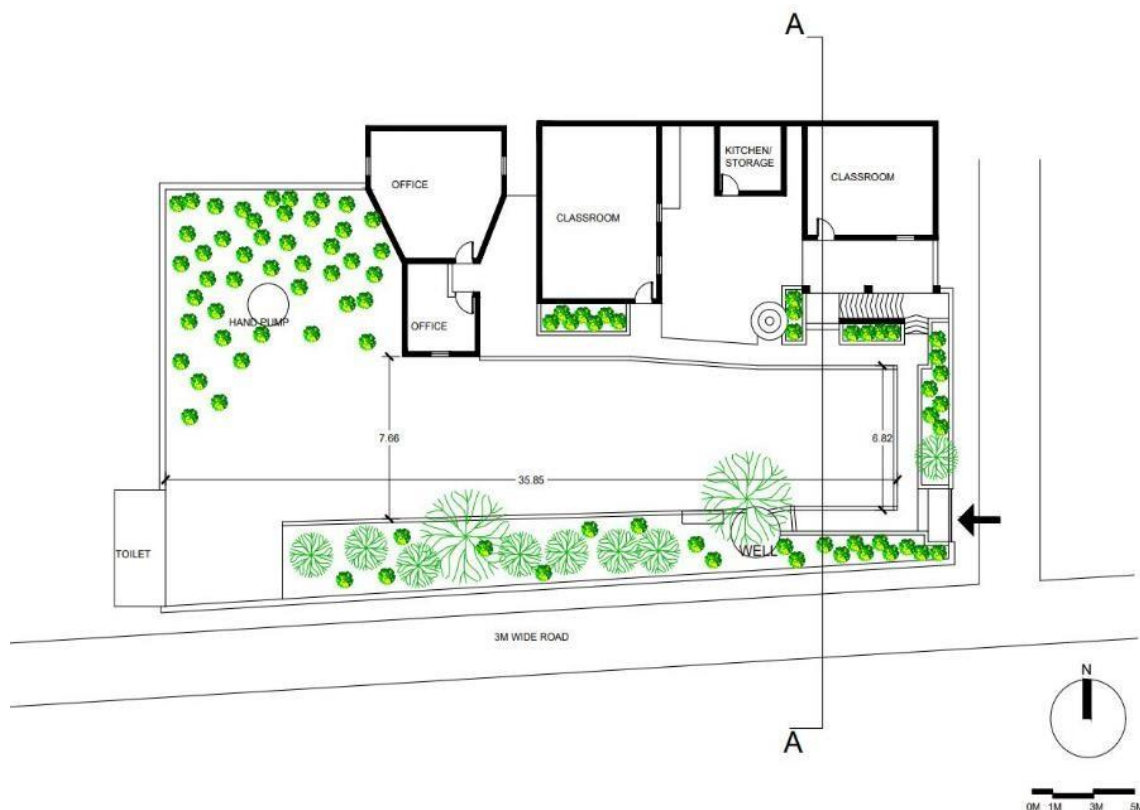 A
OFFICE
CLASSROOM
KITCHEN/
STORAGE
CLASSROOM
HAND PUMP
OFFICE
7.66
6.82
35.85
TOILET
WELL
3M WIDE ROAD
N
A
0M 1M 3M 5M